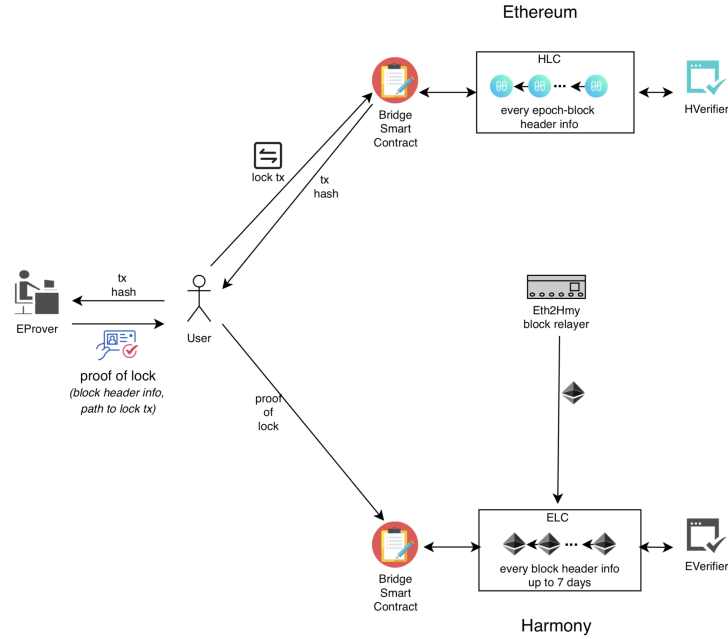 Ethereum
HLC
every epoch-block
header info
HVerifier
Bridge
Smart
Contract
lock tx
tx
hash
tx
hash
EProver
User
proof of lock
(block header info,
path to lock tx)
Eth2Hmy
block relayer
proof
of
lock
ELC
every block header info
up to 7 days
EVerifier
Bridge
Smart
Contract
Harmony